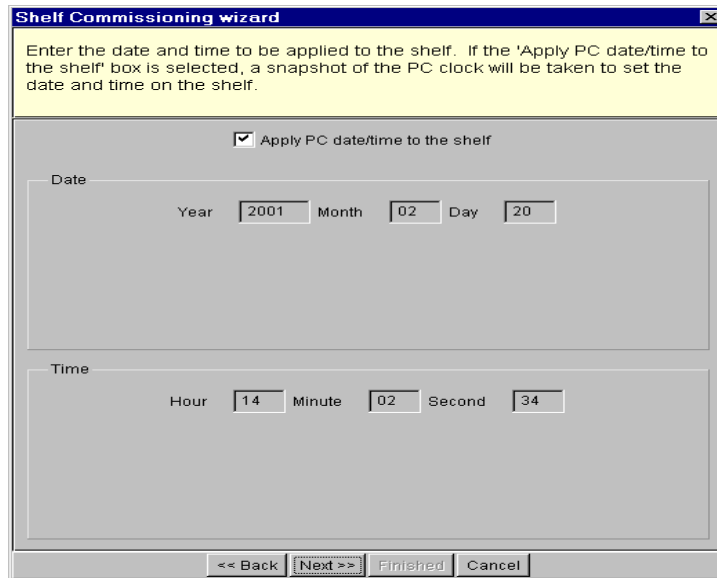 Shelf Commissioning wizard
Enter the date and time to be applied to the shelf. If the 'Apply PC date/time to
the shelf' box is selected, a snapshot of the PC clock will be taken to set the
date and time on the shelf.
Apply PC date/time to the shelf
Date
Year 2001 Month 02 Day 20
Time
Hour 14 Minute 02 Second 34
<< Back Next >> Finished Cancel